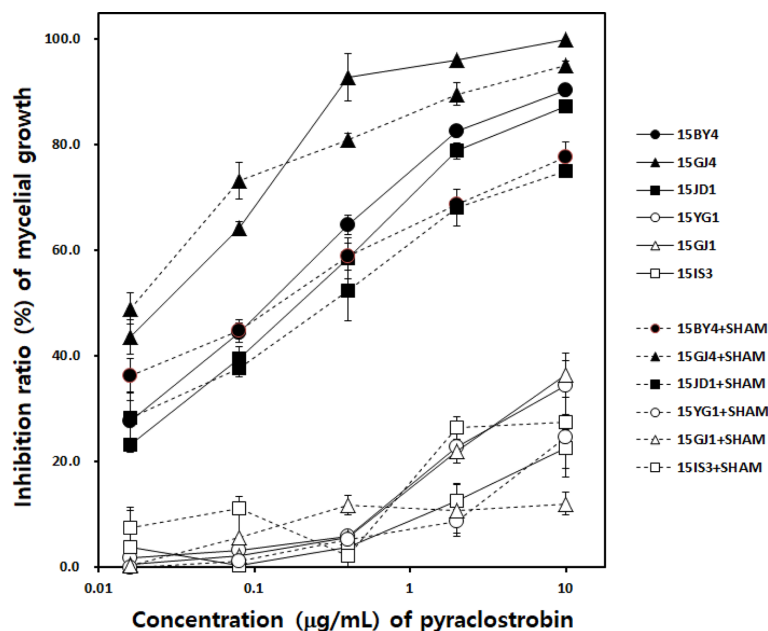 Inhibition ratio (%) of mycelial growth
100.0
80.0
60.0
40.0
20.0
0.0
0.01
0.1
1
10
Concentration (µg/mL) of pyraclostrobin
15BY4
15GJ4
15JD1
15YG1
15GJ1
15IS3
15BY4+SHAM
15GJ4+SHAM
15JD1+SHAM
15YG1+SHAM
15GJ1+SHAM
15IS3+SHAM